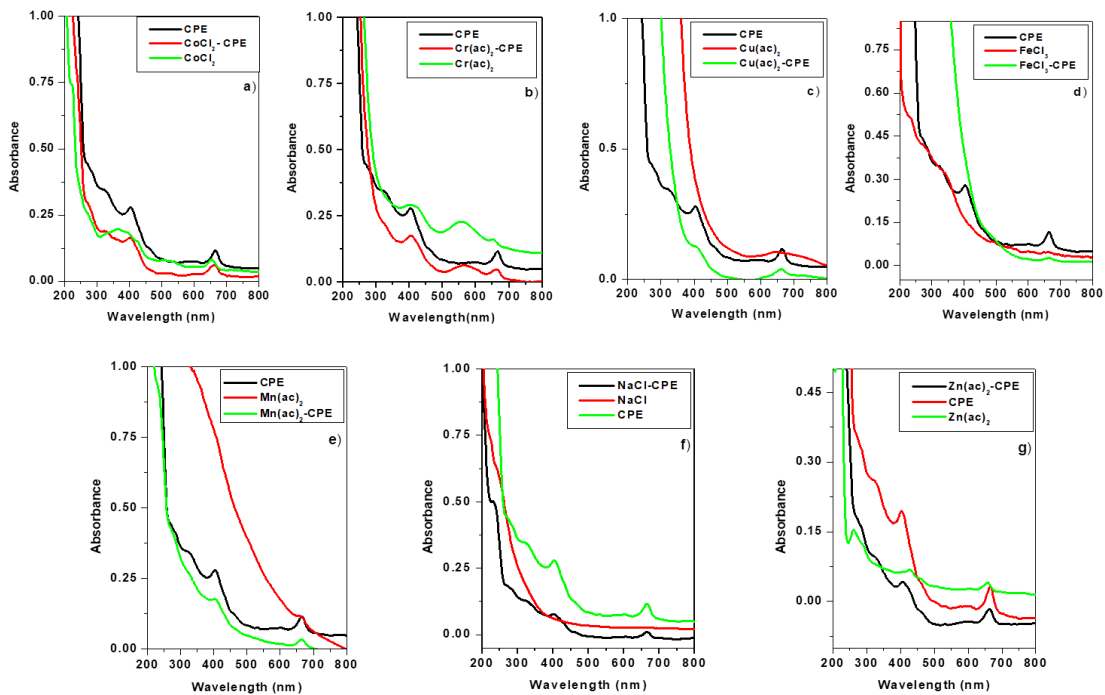 1.00
0.75
0.50
0.25
0.00
Absorbance
CPE
CoCl2-CPE
CoCl2
a)
200 300 400 500 600 700 800
Wavelength (nm)
1.00
0.75
0.50
0.25
0.00
Absorbance
CPE
Cr(ac)2-CPE
Cr(ac)2
b)
200 300 400 500 600 700 800
Wavelength(nm)
1.0
0.5
0.0
Absorbance
CPE
Cu(ac)2
Cu(ac)2-CPE
c)
200 300 400 500 600 700 800
Wavelength (nm)
0.75
0.60
0.45
0.30
0.15
0.00
Absorbance
CPE
FeCl3
FeCl3-CPE
d)
200 300 400 500 600 700 800
Wavelength (nm)
1.00
0.75
0.50
0.25
0.00
Absorbance
CPE
Mn(ac)2
Mn(ac)2-CPE
e)
200 300 400 500 600 700 800
Wavelength (nm)
1.00
0.75
0.50
0.25
0.00
Absorbance
NaCl-CPE
NaCl
CPE
f)
200 300 400 500 600 700 800
Wavelength (nm)
0.45
0.30
0.15
0.00
Absorbance
Zn(ac)2-CPE
CPE
Zn(ac)2
g)
200 300 400 500 600 700 800
Wavelength (nm)